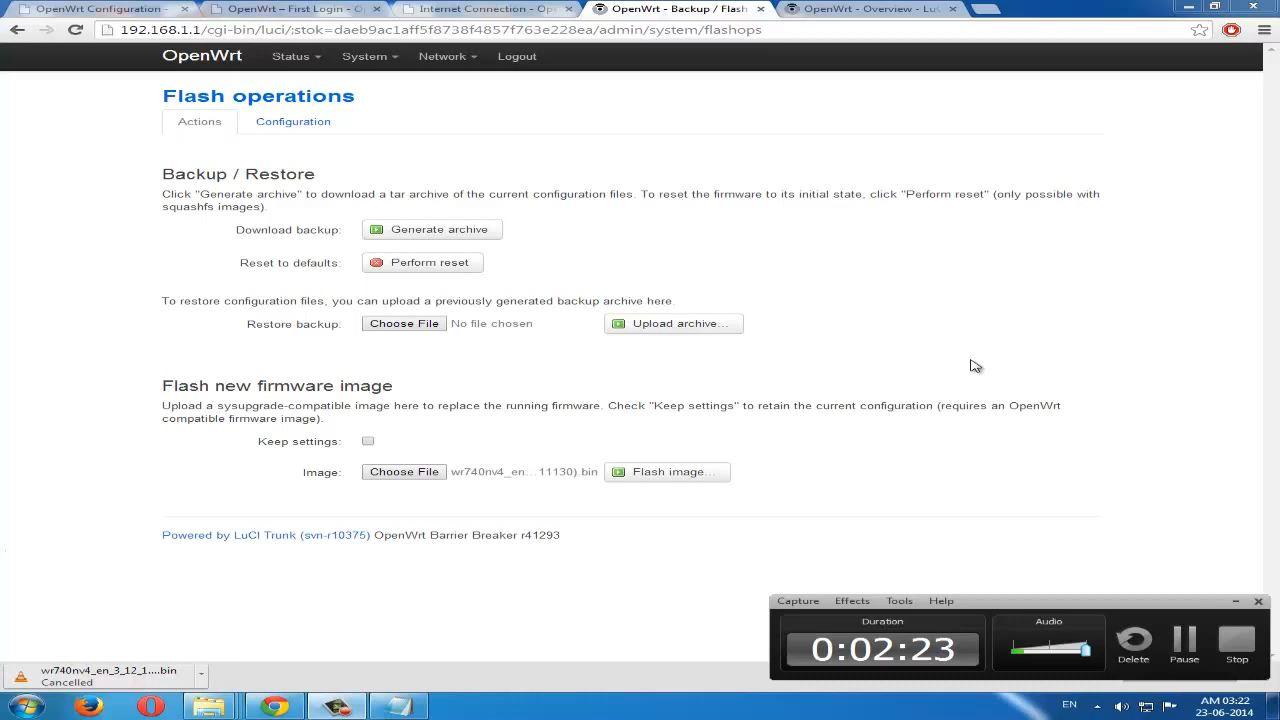 OpenWrt Configuration -
OpenWrt – First Login - O
Internet Connection - Ope
OpenWrt - Backup / Flash
OpenWrt - Overview - Lu
192.168.1.1/cgi-bin/luci/;stok=daeb9ac1aff5f8738f4857f763e228ea/admin/system/flashops
OpenWrt Status System Network Logout
Flash operations
Actions Configuration
Backup / Restore
Click "Generate archive" to download a tar archive of the current configuration files. To reset the firmware to its initial state, click "Perform reset" (only possible with
squashfs images).
Download backup: Generate archive
Reset to defaults: Perform reset
To restore configuration files, you can upload a previously generated backup archive here.
Restore backup: Choose File No file chosen Upload archive...
Flash new firmware image
Upload a sysupgrade-compatible image here to replace the running firmware. Check "Keep settings" to retain the current configuration (requires an OpenWrt
compatible firmware image).
Keep settings:
Image: Choose File wr740nv4_en...11130).bin Flash image...
Powered by LuCI Trunk (svn-r10375) OpenWrt Barrier Breaker r41293
Capture Effects Tools Help
Duration
0:02:23
Audio
Delete Pause Stop
wr740nv4_en_3_12_1....bin
Cancelled
EN
AM 03:22
23-06-2014